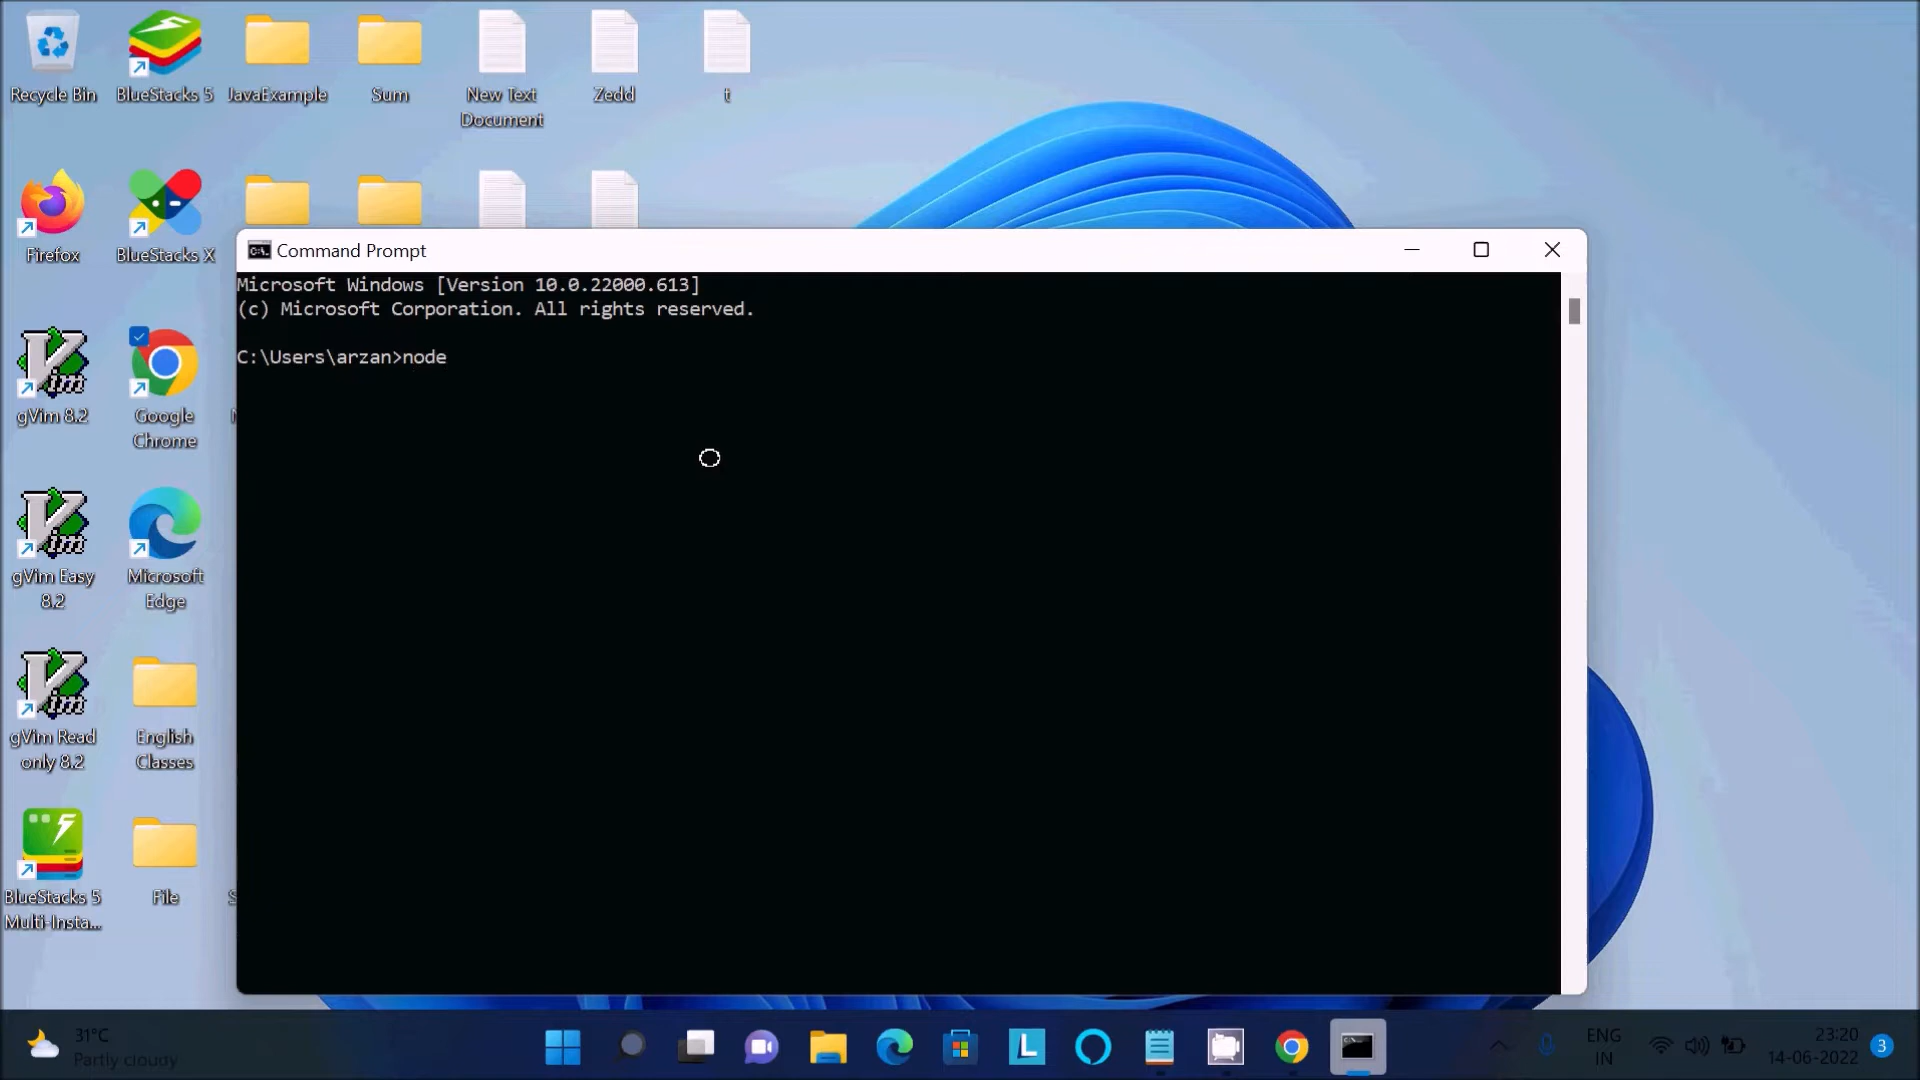 Recycle Bin
BlueStacks 5
JavaExample
Sum
New Text
Document
Zedd
t
Firefox
BlueStacks X
Command Prompt
Microsoft Windows [Version 10.0.22000.613]
(c) Microsoft Corporation. All rights reserved.
C:\Users\arzan>node
gVim 8.2
Google
Chrome
gVim Easy
8.2
Microsoft
Edge
gVim Read
only 8.2
English
Classes
BlueStacks 5
Multi-Insta...
File
31°C
Partly cloudy
ENG
IN
23:20
14-06-2022
3